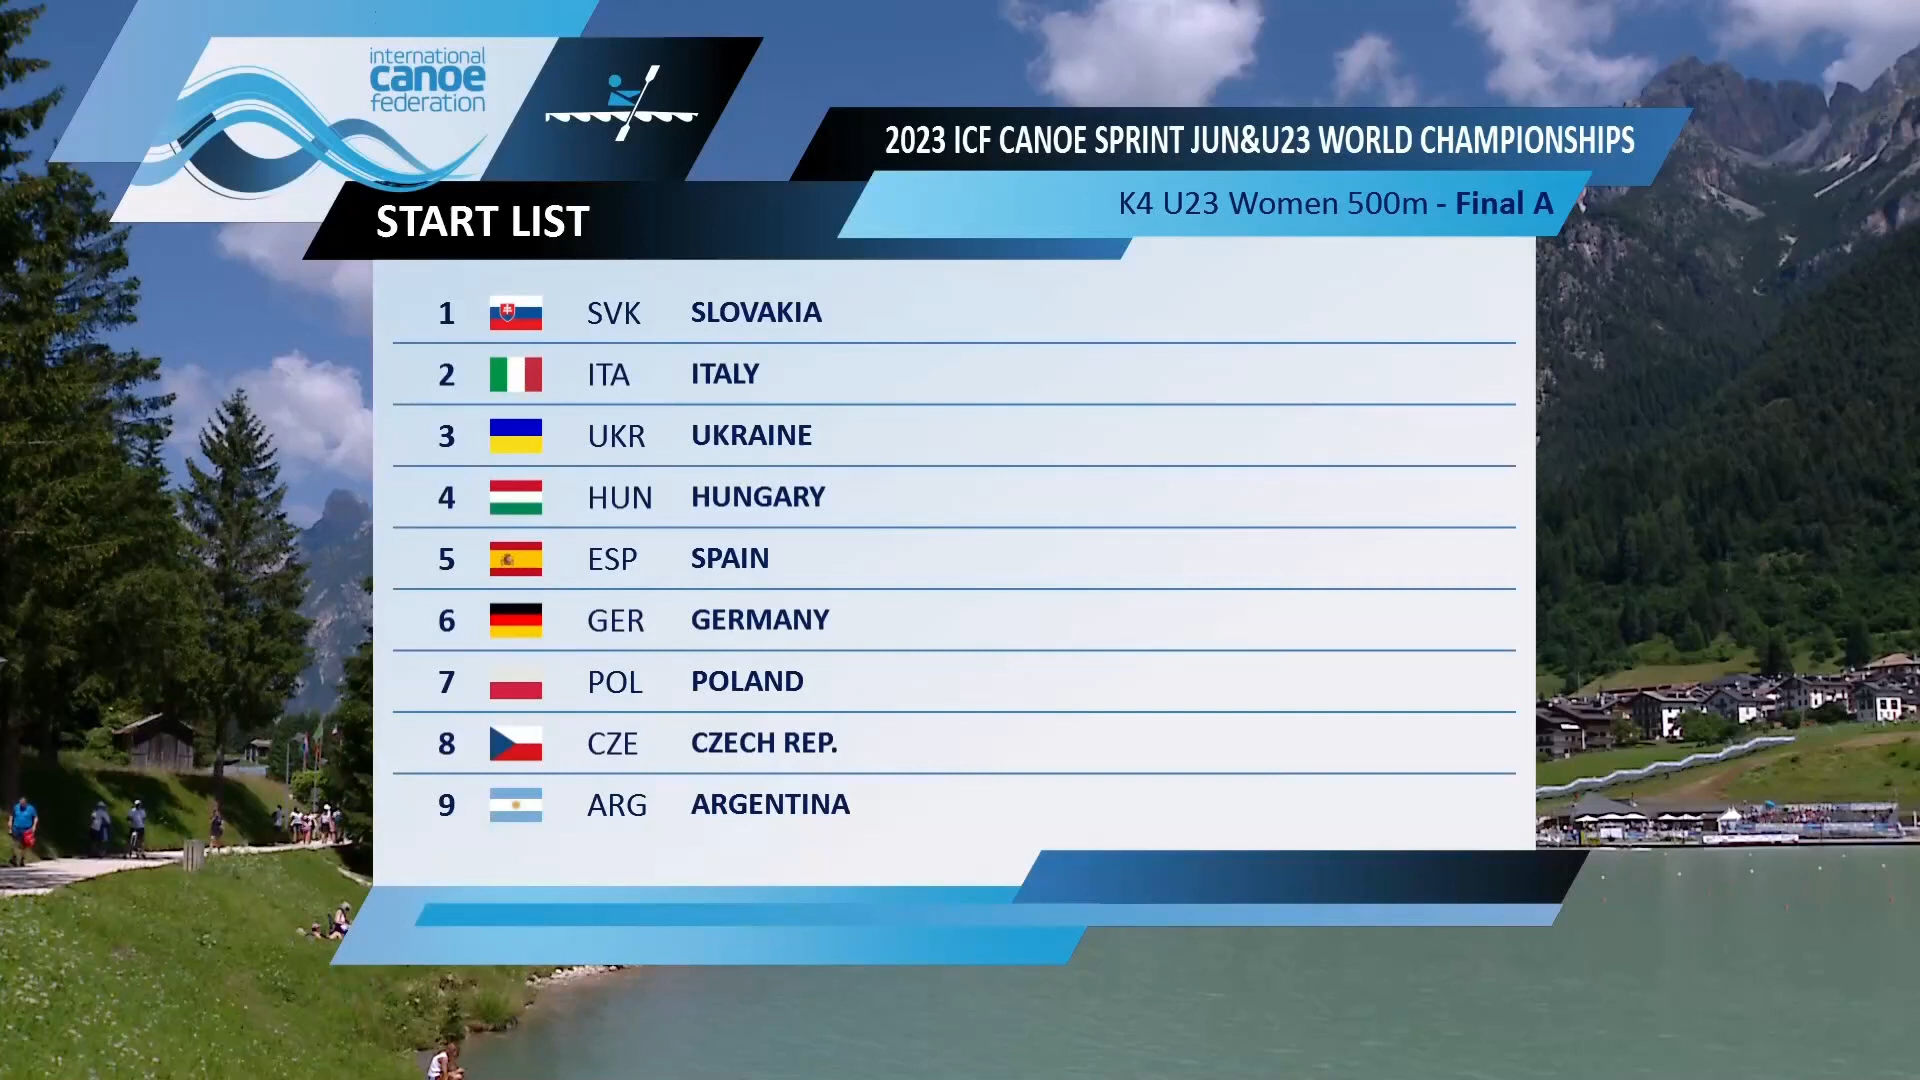 international
canoe
federation
2023 ICF CANOE SPRINT JUN&U23 WORLD CHAMPIONSHIPS
K4 U23 Women 500m - Final A
START LIST
1 SVK SLOVAKIA
2 ITA ITALY
3 UKR UKRAINE
4 HUN HUNGARY
5 ESP SPAIN
6 GER GERMANY
7 POL POLAND
8 CZE CZECH REP.
9 ARG ARGENTINA